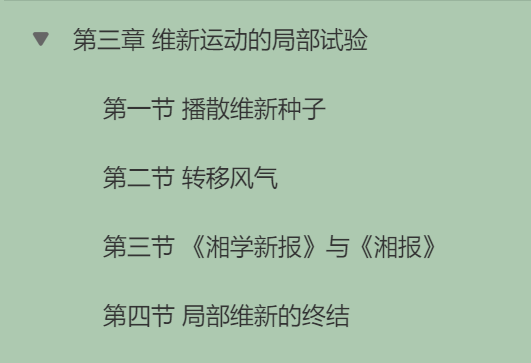 第三章 维新运动的局部试验
第一节 播散维新种子
第二节 转移风气
第三节 《湘学新报》与《湘报》
第四节 局部维新的终结